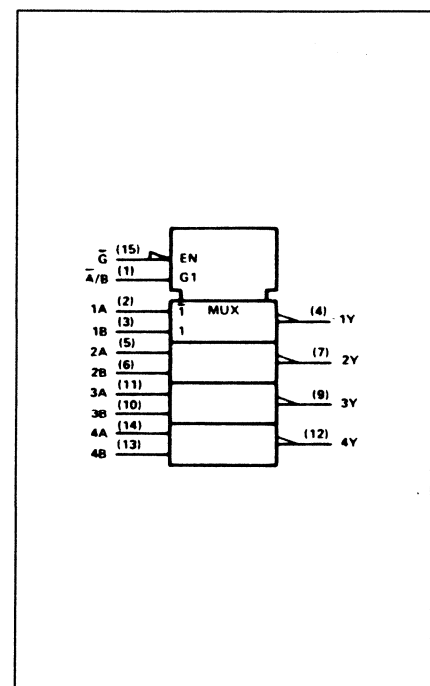 G̅ (15) EN
A̅/B (1) G1
1A (2) 1̅ MUX (4) 1Y
1B (3) 1
2A (5) (7) 2Y
2B (6)
3A (11) (9) 3Y
3B (10)
4A (14) (12) 4Y
4B (13)